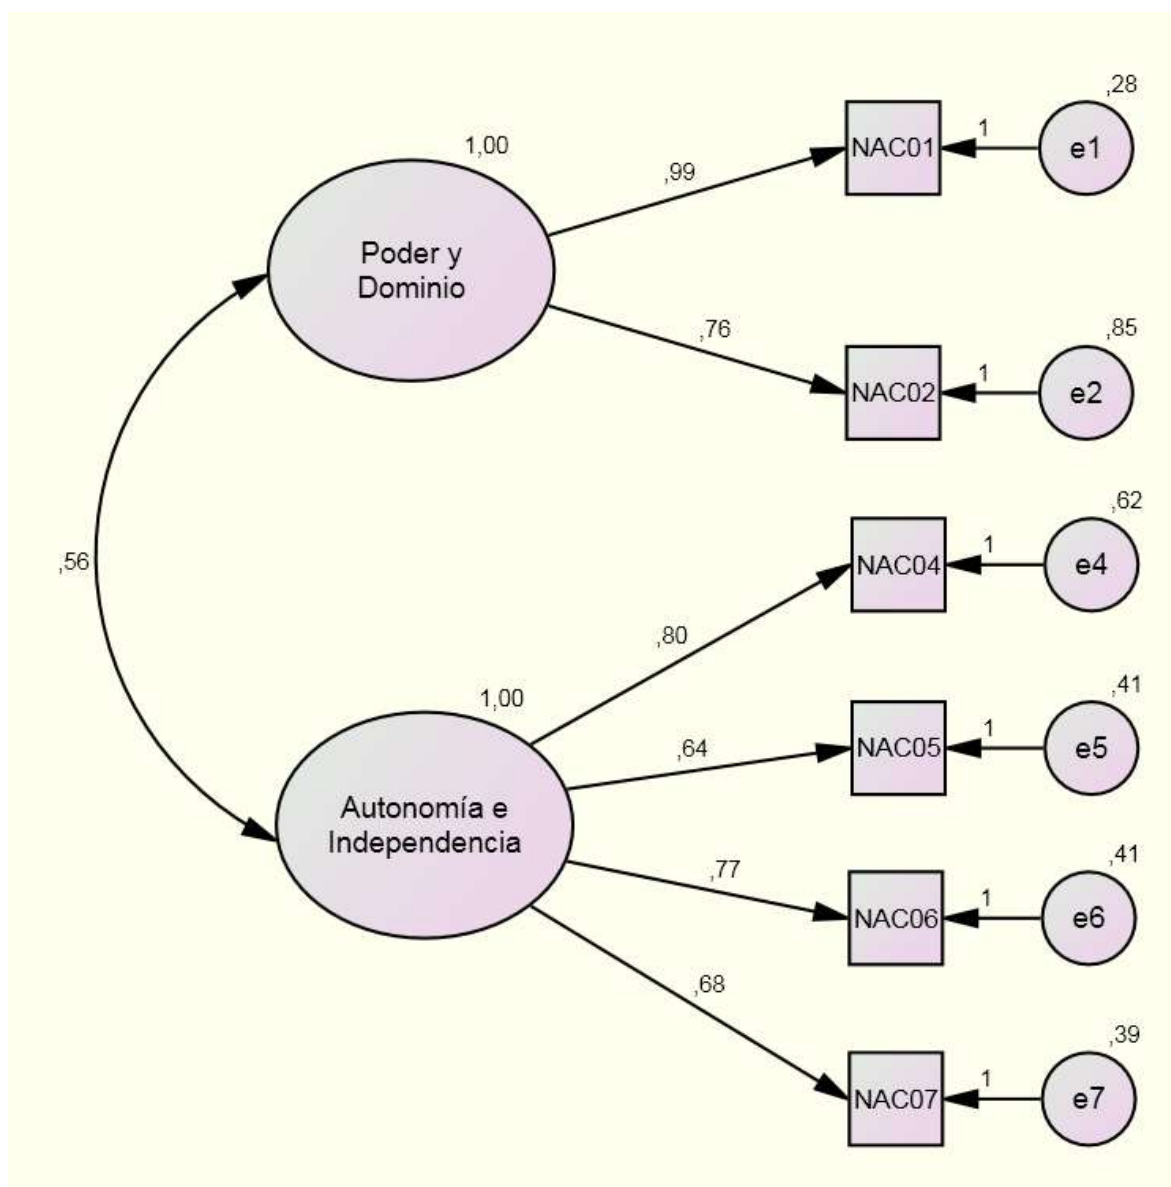 ,28
1,00
,99
NAC01
1
e1
Poder y
Dominio
,76
,85
NAC02
1
e2
,56
,62
NAC04
1
e4
,80
1,00
,41
,64
NAC05
1
e5
Autonomía e
Independencia
,77
,41
NAC06
1
e6
,68
,39
NAC07
1
e7